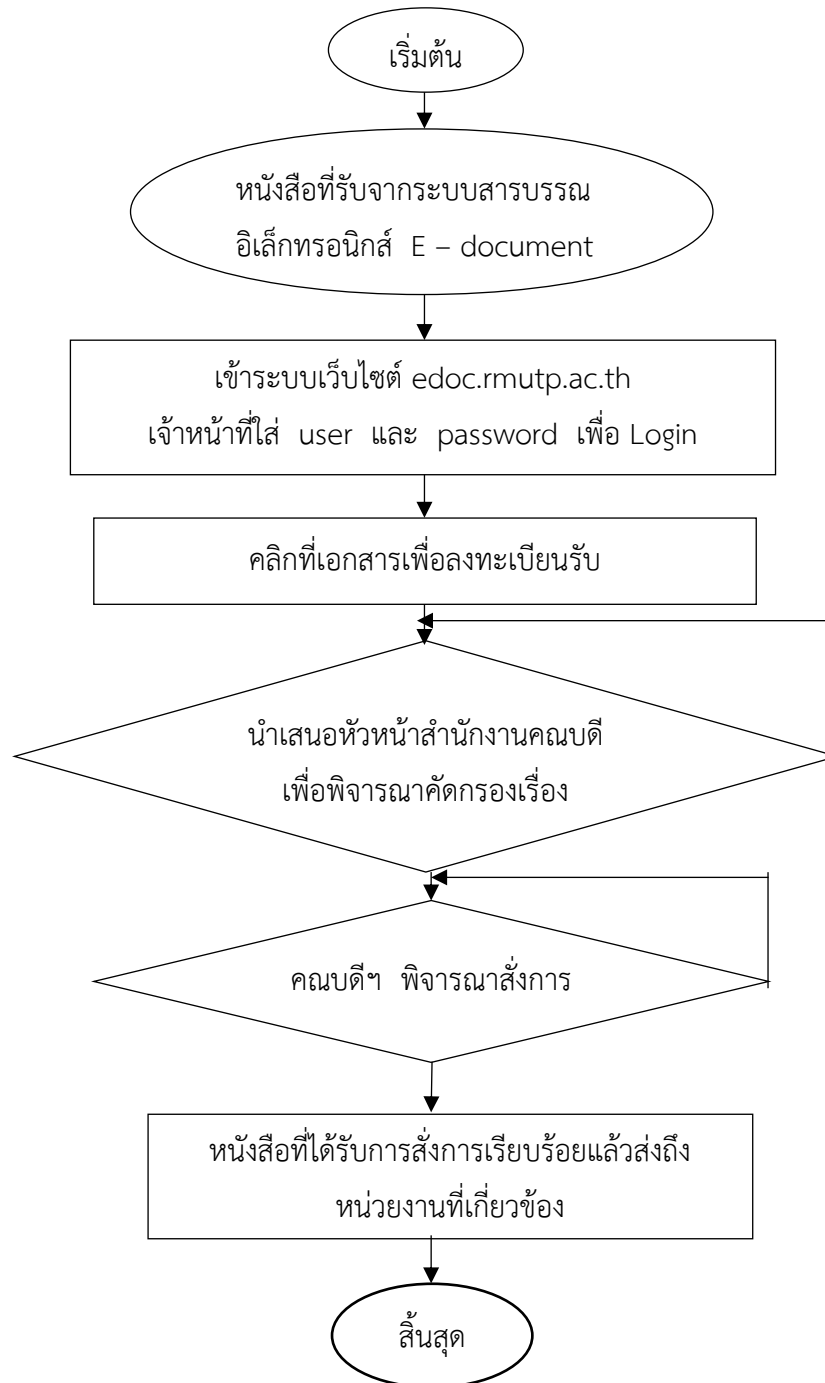 เริ่มต้น
หนังสือที่รับจากระบบสารบรรณ
อิเล็กทรอนิกส์ E – document
เข้าระบบเว็บไซต์ edoc.rmutp.ac.th
เจ้าหน้าที่ใส่ user และ password เพื่อ Login
คลิกที่เอกสารเพื่อลงทะเบียนรับ
นำเสนอหัวหน้าสำนักงานคณบดี
เพื่อพิจารณาคัดกรองเรื่อง
คณบดีฯ พิจารณาสั่งการ
หนังสือที่ได้รับการสั่งการเรียบร้อยแล้วส่งถึง
หน่วยงานที่เกี่ยวข้อง
สิ้นสุด